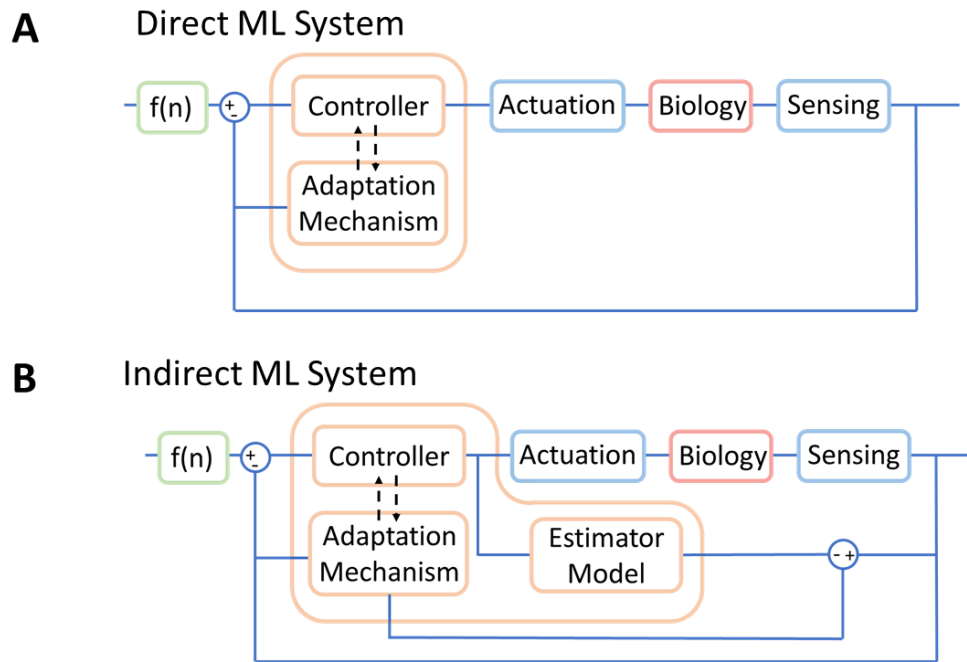 A
Direct ML System
f(n)
+
-
Controller
Actuation
Biology
Sensing
Adaptation
Mechanism
B
Indirect ML System
f(n)
+
-
Controller
Actuation
Biology
Sensing
Adaptation
Mechanism
Estimator
Model
- +